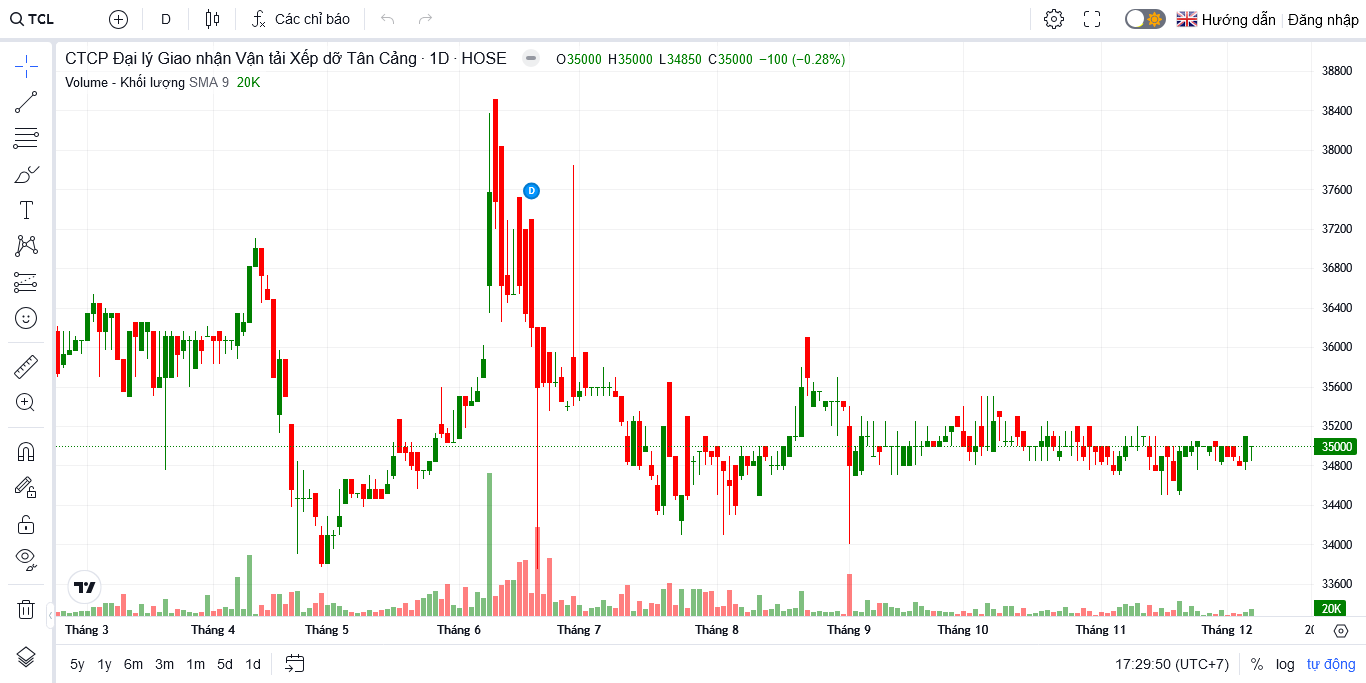 TCL D Các chỉ báo Hướng dẫn Đăng nhập
CTCP Đại lý Giao nhận Vận tải Xếp dỡ Tân Cảng · 1D · HOSE O35000 H35000 L34850 C35000 −100 (−0.28%)
Volume - Khối lượng SMA 9 20K
38800
38400
38000
37600
D
37200
36800
36400
36000
35600
35200
35000
34800
34400
34000
33600
20K
Tháng 3 Tháng 4 Tháng 5 Tháng 6 Tháng 7 Tháng 8 Tháng 9 Tháng 10 Tháng 11 Tháng 12
5y 1y 6m 3m 1m 5d 1d 17:29:50 (UTC+7) % log tự động